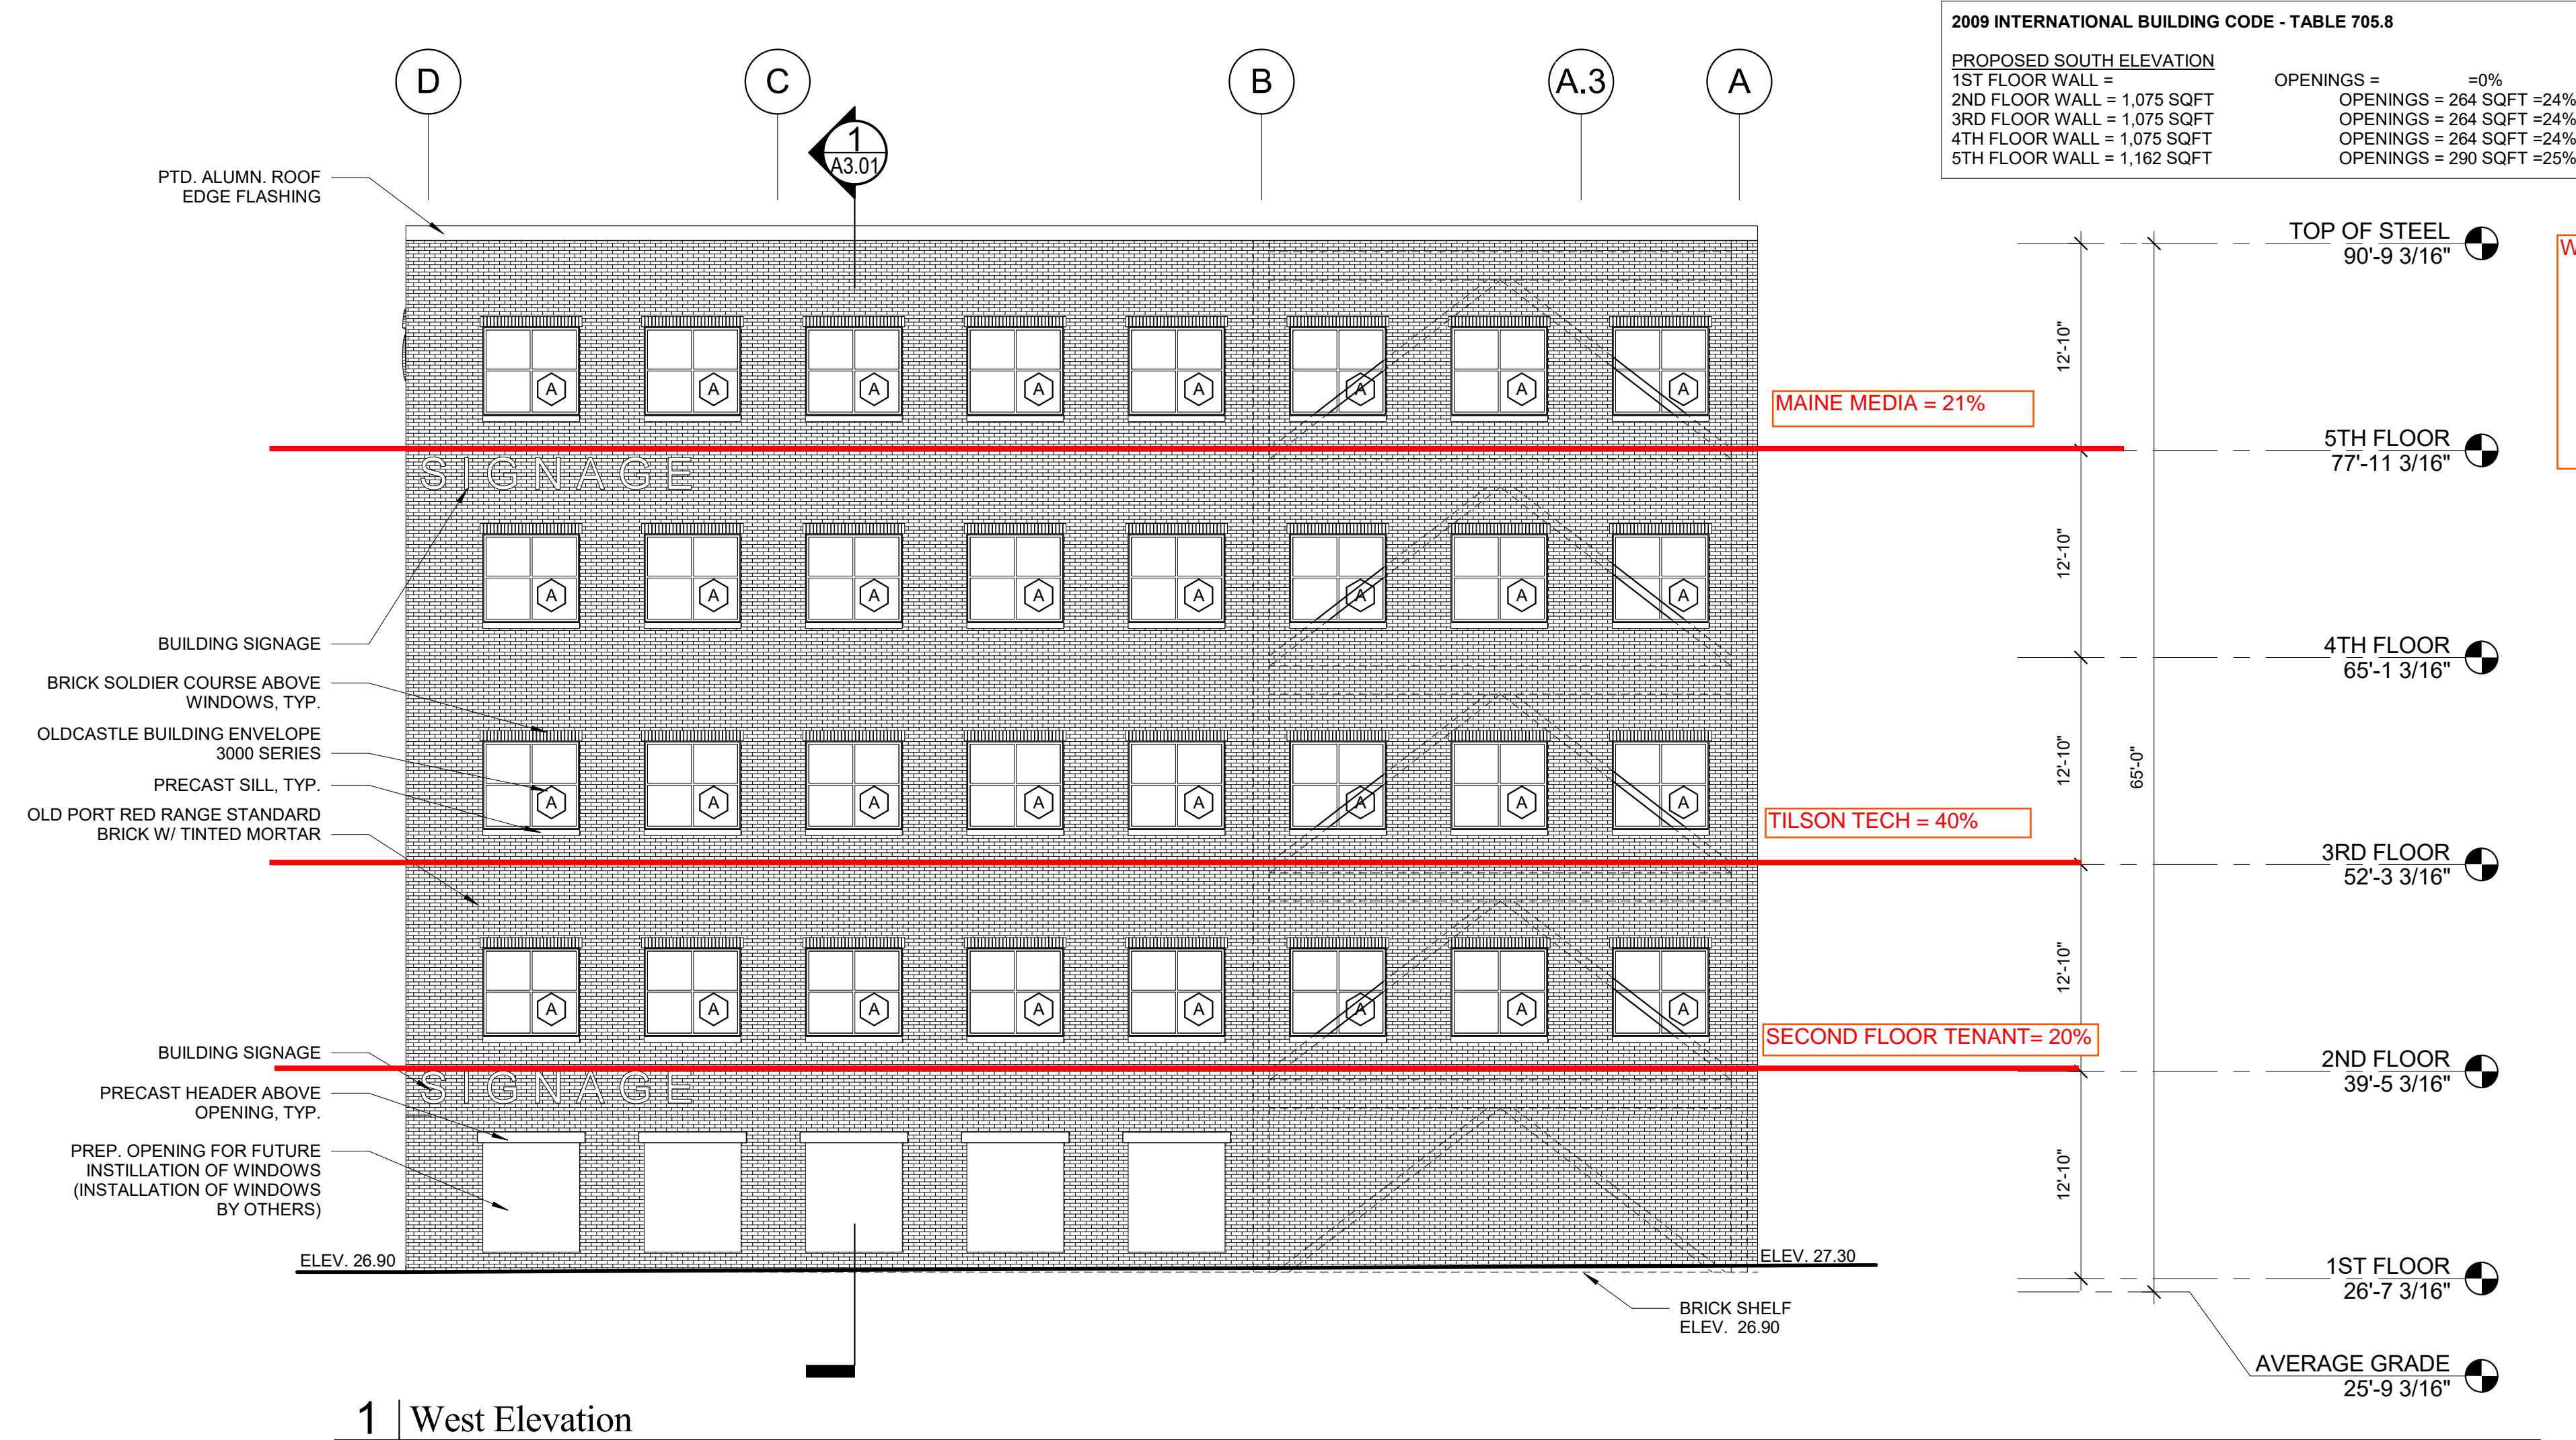 2009 INTERNATIONAL BUILDING CODE - TABLE 705.8
PROPOSED SOUTH ELEVATION
1ST FLOOR WALL = OPENINGS = =0%
2ND FLOOR WALL = 1,075 SQFT OPENINGS = 264 SQFT =24%
3RD FLOOR WALL = 1,075 SQFT OPENINGS = 264 SQFT =24%
4TH FLOOR WALL = 1,075 SQFT OPENINGS = 264 SQFT =24%
5TH FLOOR WALL = 1,162 SQFT OPENINGS = 290 SQFT =25%
D C B A.3 A
1
A3.01
PTD. ALUMN. ROOF
EDGE FLASHING
TOP OF STEEL
90'-9 3/16"
W
12'-10"
A A A A A A A A
MAINE MEDIA = 21%
5TH FLOOR
77'-11 3/16"
SIGNAGE
12'-10"
A A A A A A A A
BUILDING SIGNAGE
4TH FLOOR
65'-1 3/16"
BRICK SOLDIER COURSE ABOVE
WINDOWS, TYP.
OLDCASTLE BUILDING ENVELOPE
3000 SERIES
12'-10"
65'-0"
PRECAST SILL, TYP.
A A A A A A A A
OLD PORT RED RANGE STANDARD
BRICK W/ TINTED MORTAR
TILSON TECH = 40%
3RD FLOOR
52'-3 3/16"
12'-10"
A A A A A A A A
SECOND FLOOR TENANT= 20%
BUILDING SIGNAGE
2ND FLOOR
39'-5 3/16"
SIGNAGE
PRECAST HEADER ABOVE
OPENING, TYP.
PREP. OPENING FOR FUTURE
INSTILLATION OF WINDOWS
(INSTALLATION OF WINDOWS
BY OTHERS)
12'-10"
ELEV. 26.90
ELEV. 27.30
1ST FLOOR
26'-7 3/16"
BRICK SHELF
ELEV. 26.90
AVERAGE GRADE
25'-9 3/16"
1 West Elevation